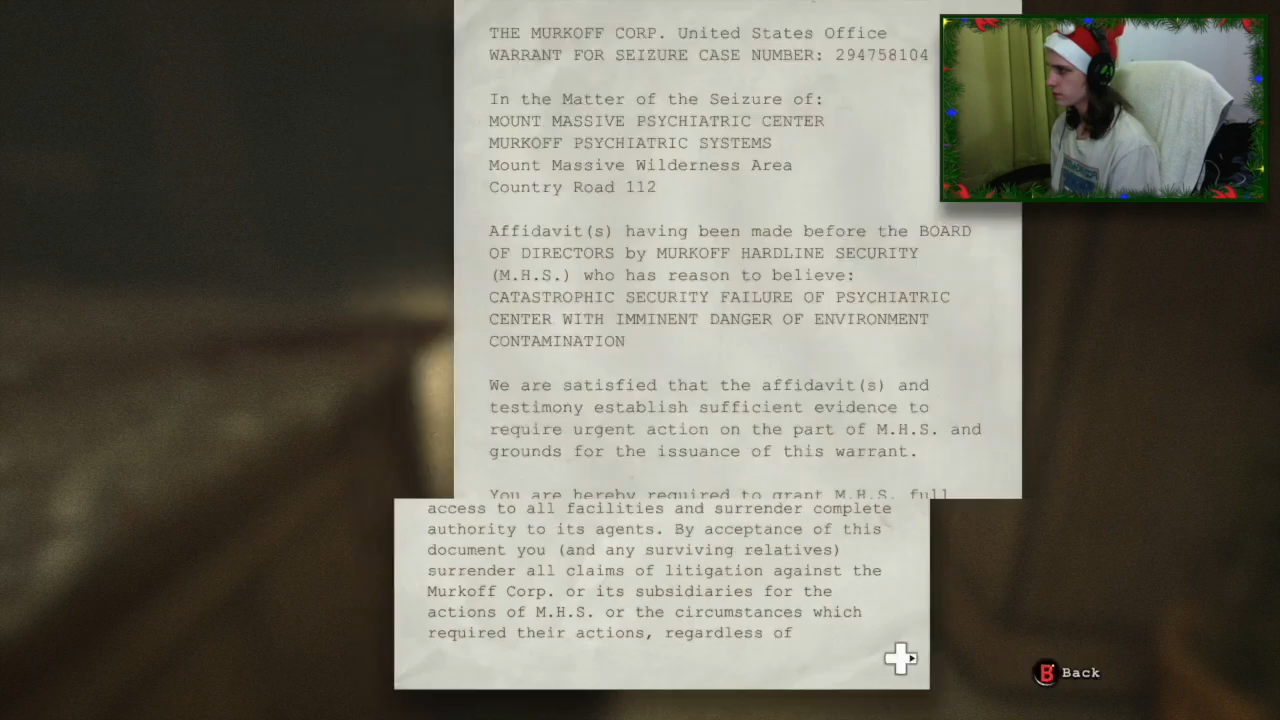 THE MURKOFF CORP. United States Office
WARRANT FOR SEIZURE CASE NUMBER: 294758104
In the Matter of the Seizure of:
MOUNT MASSIVE PSYCHIATRIC CENTER
MURKOFF PSYCHIATRIC SYSTEMS
Mount Massive Wilderness Area
Country Road 112
Affidavit(s) having been made before the BOARD
OF DIRECTORS by MURKOFF HARDLINE SECURITY
(M.H.S.) who has reason to believe:
CATASTROPHIC SECURITY FAILURE OF PSYCHIATRIC
CENTER WITH IMMINENT DANGER OF ENVIRONMENT
CONTAMINATION
We are satisfied that the affidavit(s) and
testimony establish sufficient evidence to
require urgent action on the part of M.H.S. and
grounds for the issuance of this warrant.
You are hereby required to grant M.H.S. full
access to all facilities and surrender complete
authority to its agents. By acceptance of this
document you (and any surviving relatives)
surrender all claims of litigation against the
Murkoff Corp. or its subsidiaries for the
actions of M.H.S. or the circumstances which
required their actions, regardless of
B Back